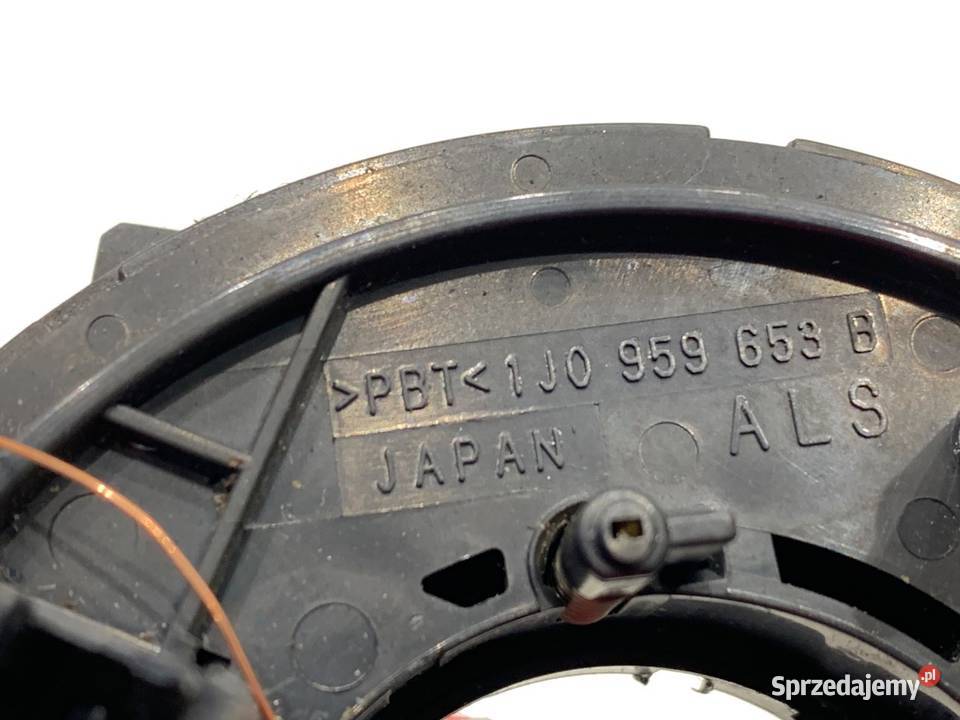 >PBT< 1J0 959 653 B
JAPAN
ALS
Sprzedajemy.pl